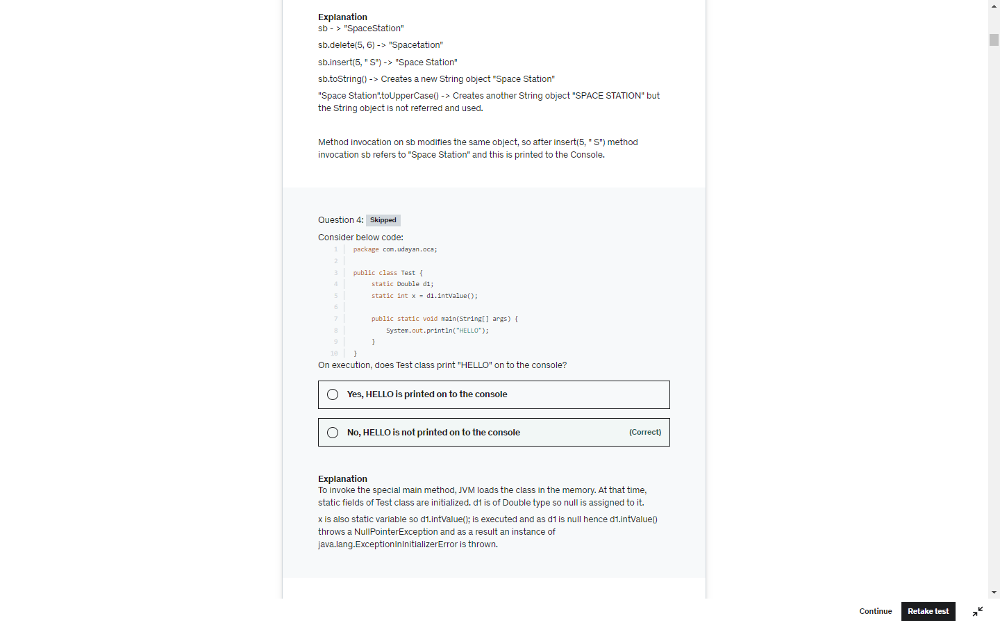 Explanation
sb - > "SpaceStation"
sb.delete(5, 6) -> "Spacetation"
sb.insert(5, " S") -> "Space Station"
sb.toString() -> Creates a new String object "Space Station"
"Space Station".toUpperCase() -> Creates another String object "SPACE STATION" but
the String object is not referred and used.
Method invocation on sb modifies the same object, so after insert(5, " S") method
invocation sb refers to "Space Station" and this is printed to the Console.
Question 4: Skipped
Consider below code:
1 package com.udayan.oca;
2
3 public class Test {
4 static Double d1;
5 static int x = d1.intValue();
6
7 public static void main(String[] args) {
8 System.out.println("HELLO");
9 }
10 }
On execution, does Test class print "HELLO" on to the console?
Yes, HELLO is printed on to the console
No, HELLO is not printed on to the console (Correct)
Explanation
To invoke the special main method, JVM loads the class in the memory. At that time,
static fields of Test class are initialized. d1 is of Double type so null is assigned to it.
x is also static variable so d1.intValue(); is executed and as d1 is null hence d1.intValue()
throws a NullPointerException and as a result an instance of
java.lang.ExceptionInInitializerError is thrown.
Continue Retake test